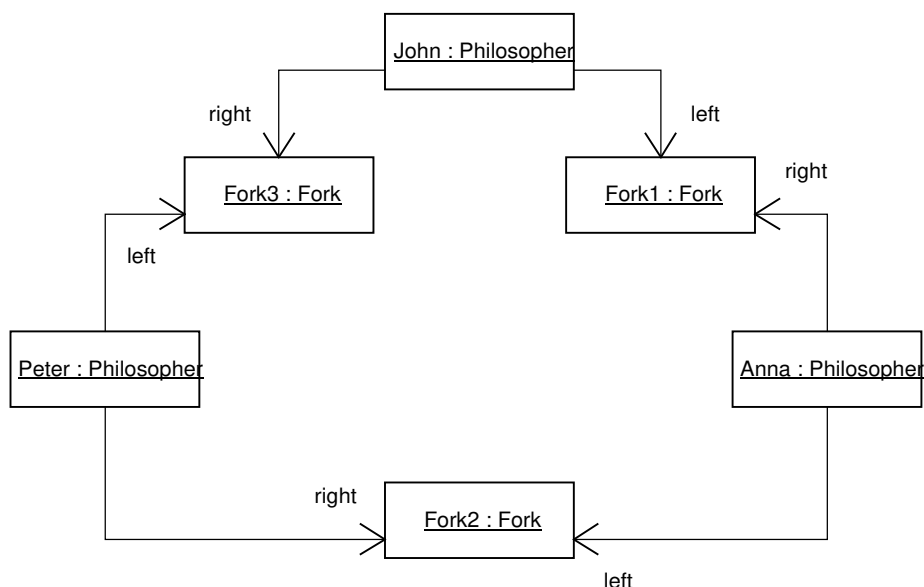 John : Philosopher
right
left
Fork3 : Fork
Fork1 : Fork
right
left
Peter : Philosopher
Anna : Philosopher
right
Fork2 : Fork
left